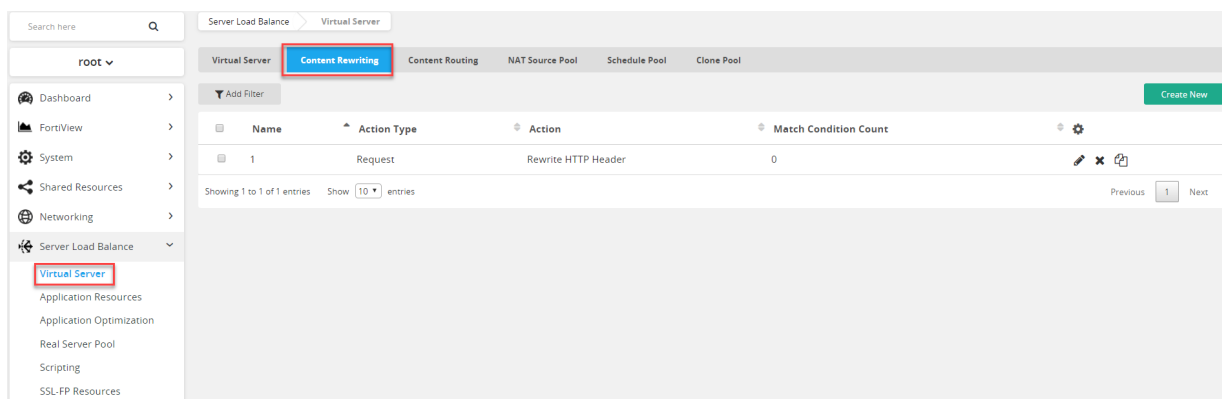 Search here
root
Dashboard
FortiView
System
Shared Resources
Networking
Server Load Balance
Virtual Server
Application Resources
Application Optimization
Real Server Pool
Scripting
SSL-FP Resources
Server Load Balance Virtual Server
Virtual Server Content Rewriting Content Routing NAT Source Pool Schedule Pool Clone Pool
Add Filter Create New
Name Action Type Action Match Condition Count
1 Request Rewrite HTTP Header 0
Showing 1 to 1 of 1 entries Show 10 entries Previous 1 Next